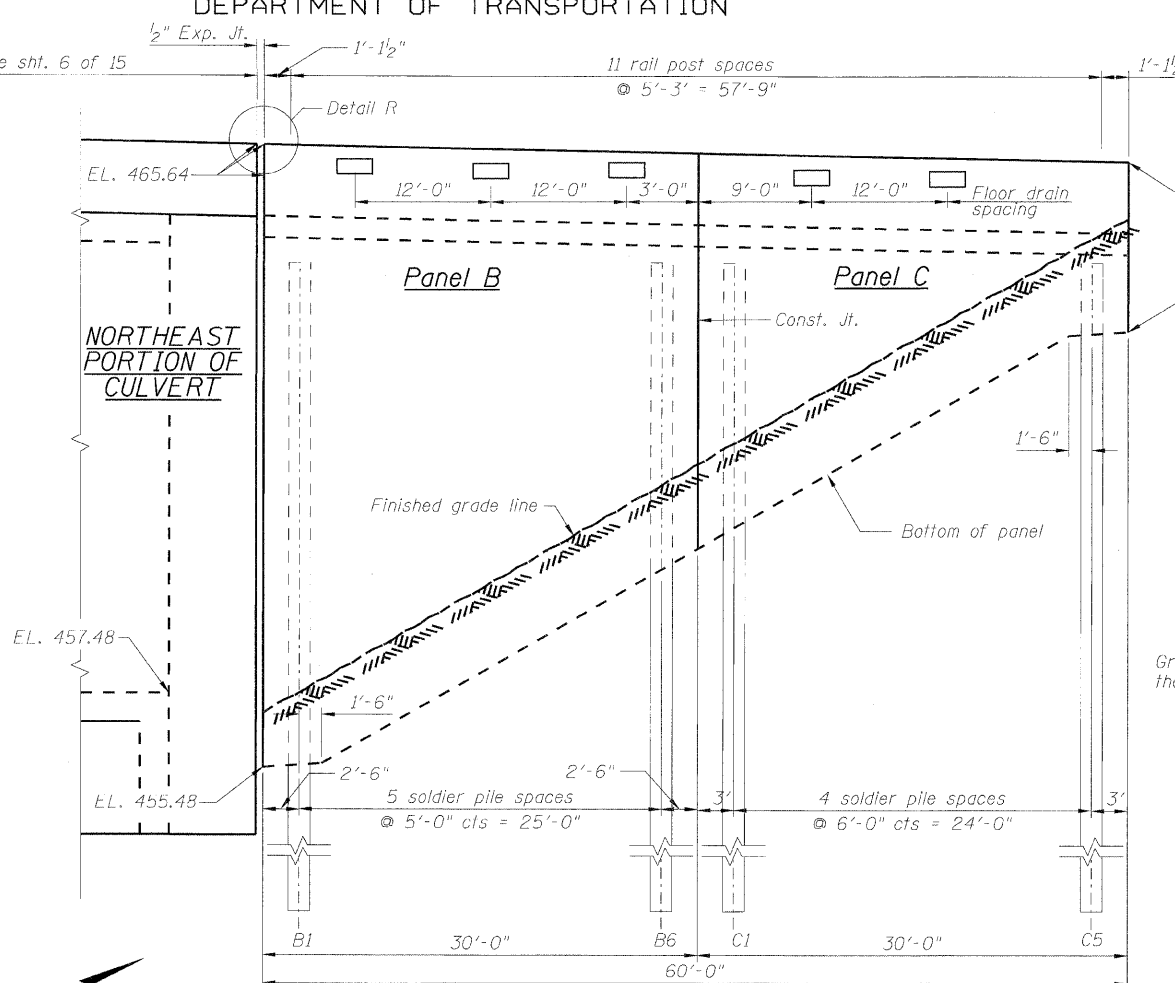 DEPARTMENT OF TRANSPORTATION
½" Exp. Jt.
1'-1½"
e sht. 6 of 15
11 rail post spaces
@ 5'-3" = 57'-9"
1'-1½
Detail R
EL. 465.64
12'-0"
12'-0"
3'-0"
9'-0"
12'-0"
Floor drain
spacing
Panel B
Panel C
Const. Jt.
NORTHEAST
PORTION OF
CULVERT
1'-6"
Finished grade line
Bottom of panel
EL. 457.48
Gr
tha
1'-6"
2'-6"
2'-6"
EL. 455.48
5 soldier pile spaces
@ 5'-0" cts = 25'-0"
3'
4 soldier pile spaces
@ 6'-0" cts = 24'-0"
3'
B1
30'-0"
B6
C1
30'-0"
C5
60'-0"